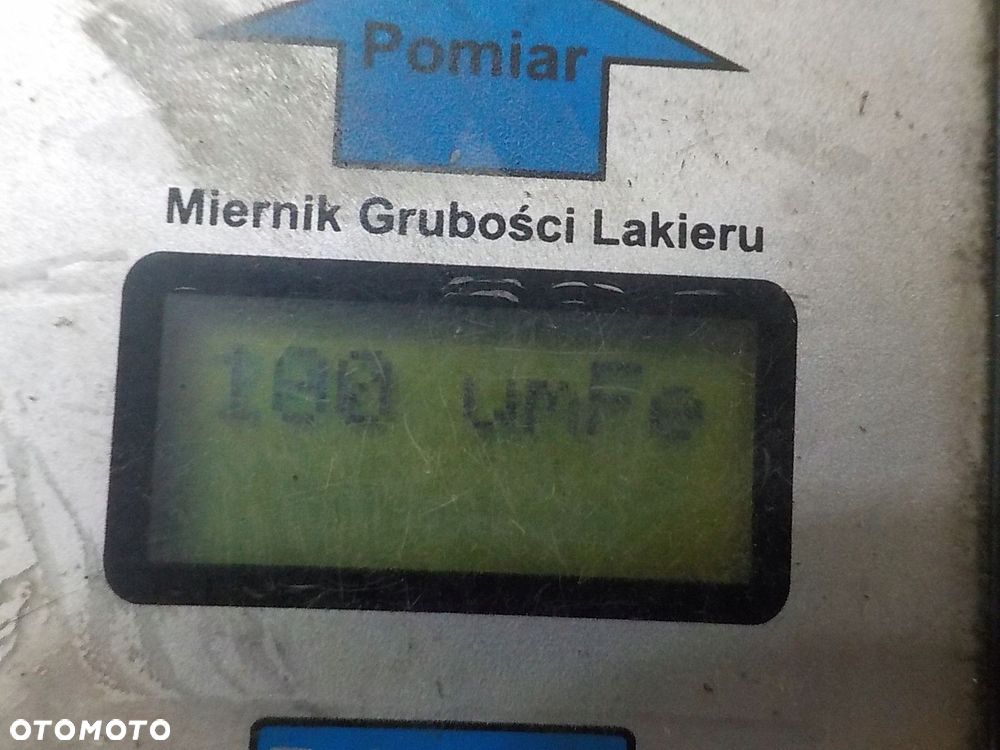 Pomiar
Miernik Grubości Lakieru
100 umFe
OTOMOTO